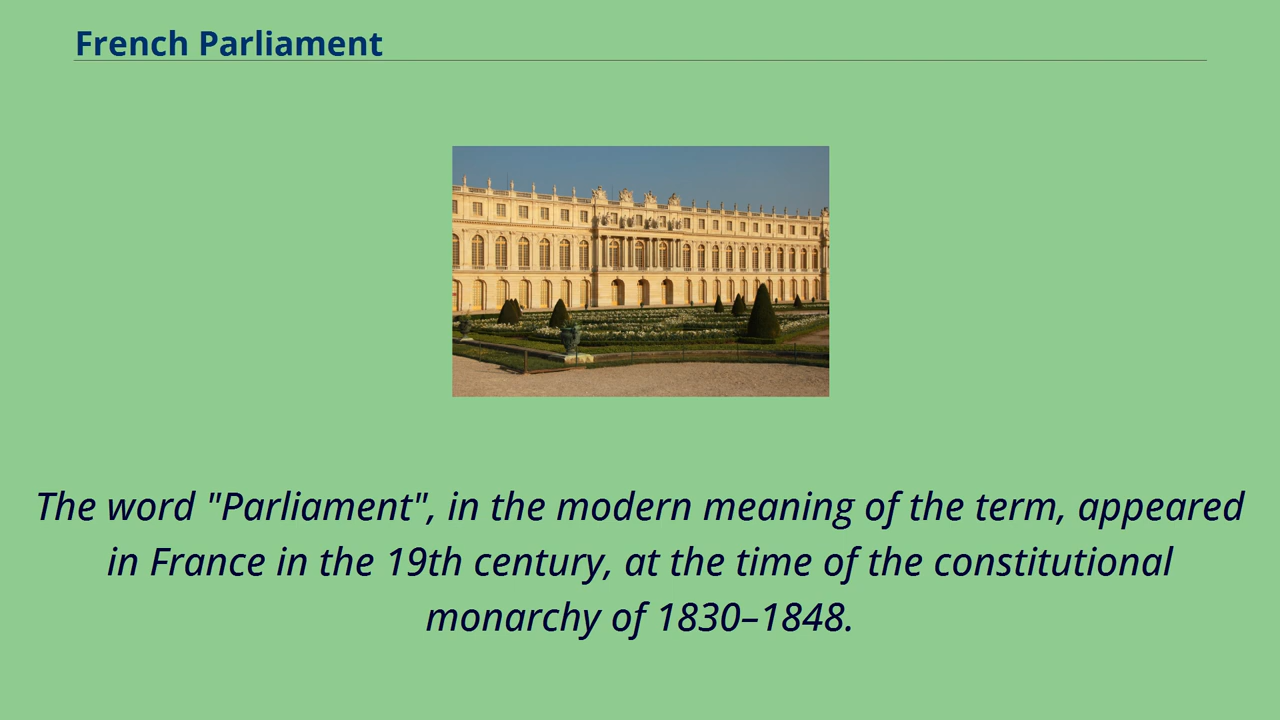 French Parliament
The word "Parliament", in the modern meaning of the term, appeared
in France in the 19th century, at the time of the constitutional
monarchy of 1830–1848.